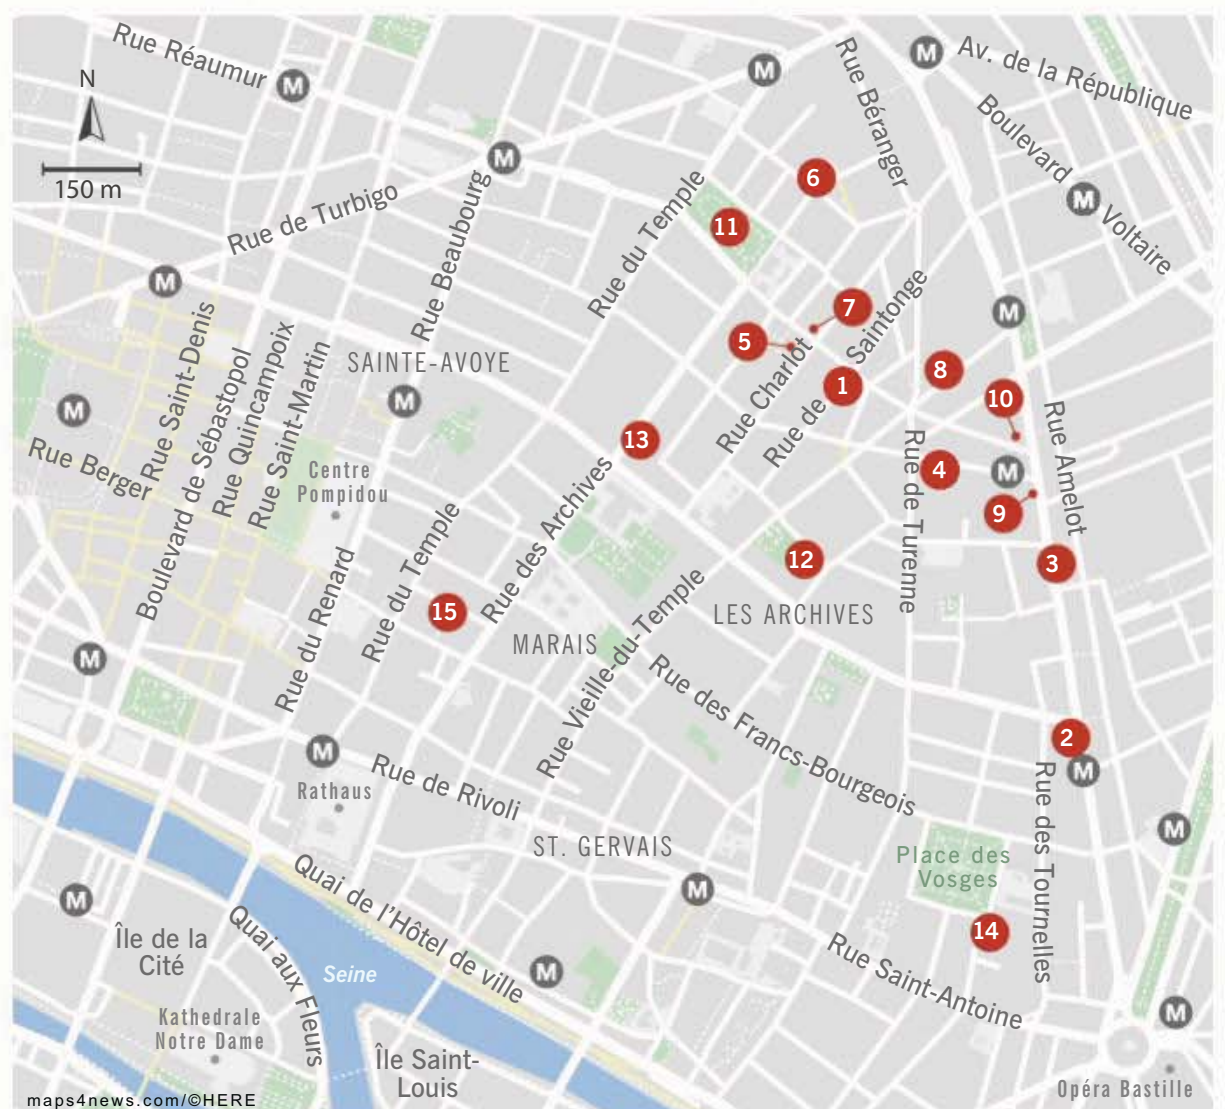 Rue Réaumur
M
M
M
Av. de la République
Rue Béranger
Boulevard
Voltaire
M
N
150 m
M
6
Rue de Turbigo
Rue Beaubourg
Rue du Temple
11
M
7
5
Rue Charlot
Rue de Saintonge
1
M
8
10
Rue Amelot
Rue Saint-Denis
Boulevard de Sébastopol
Rue Quincampoix
Rue Saint-Martin
SAINTE-AVOYE
M
M
Rue Berger
Centre
Pompidou
13
4
M
9
3
Rue de Turenne
Rue des Archives
12
LES ARCHIVES
Rue du Renard
Rue du Temple
15
MARAIS
Rue Vieille-du-Temple
Rue des Francs-Bourgeois
M
M
Rathaus
Rue de Rivoli
2
M
Rue des Tournelles
M
ST. GERVAIS
Place des
Vosges
14
M
Rue Saint-Antoine
Quai de l'Hôtel de ville
M
Quai aux Fleurs
Seine
M
Île de la
Cité
Kathedrale
Notre Dame
Île Saint-
Louis
M
Opéra Bastille
maps4news.com/©HERE